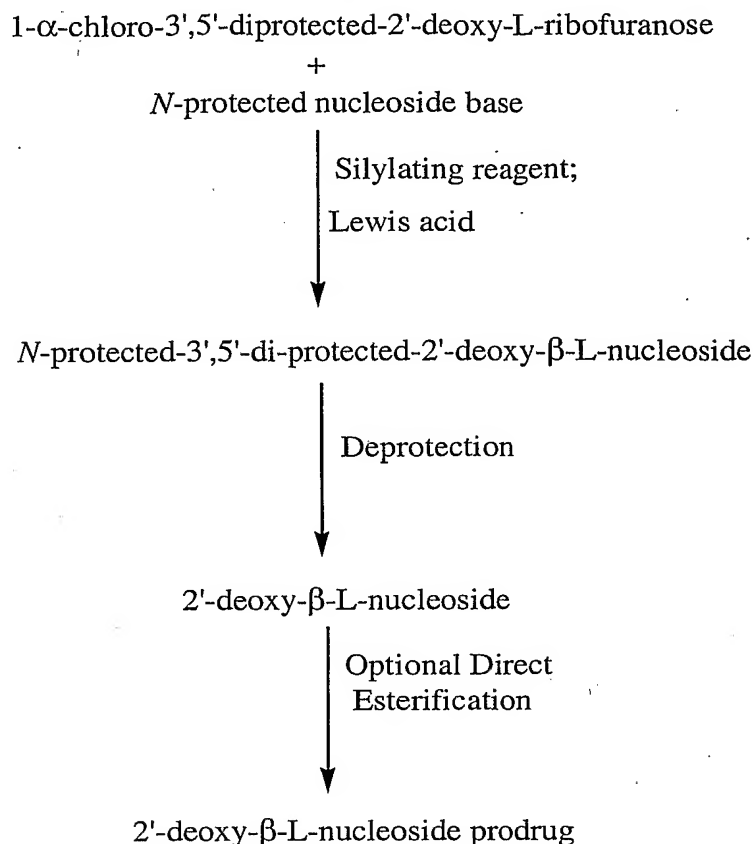 1-α-chloro-3',5'-diprotected-2'-deoxy-L-ribofuranose
+
N-protected nucleoside base
Silylating reagent;
Lewis acid
N-protected-3',5'-di-protected-2'-deoxy-β-L-nucleoside
Deprotection
2'-deoxy-β-L-nucleoside
Optional Direct
Esterification
2'-deoxy-β-L-nucleoside prodrug